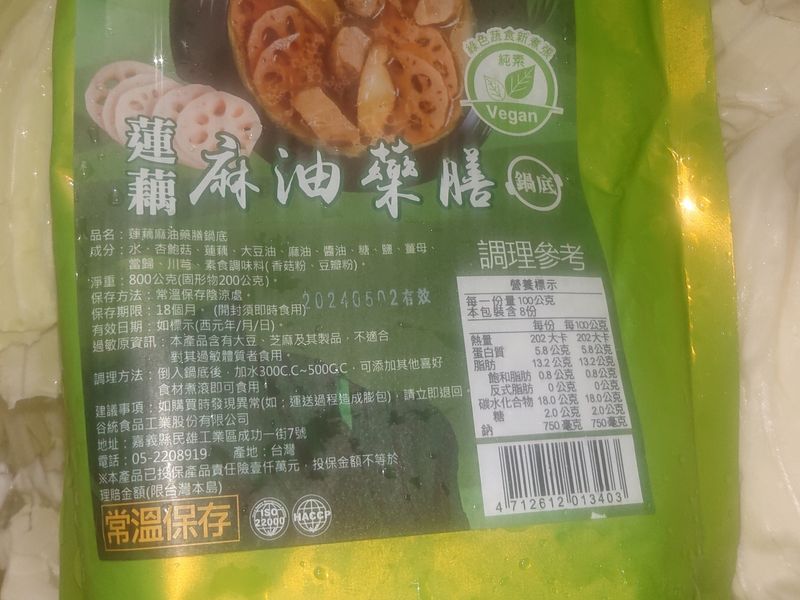 綠色蔬食新煮張
純素
Vegan
蓮藕
麻油藥膳
鍋底
品名：蓮藕麻油藥膳鍋底
成分：水、杏鮑菇、蓮藕、大豆油、麻油、醬油、糖、鹽、薑母、
當歸、川芎、素食調味料(香菇粉、豆瓣粉)。
淨重：800公克(固形物200公克)。
保存方法：常溫保存陰涼處。
保存期限：18個月。 (開封須即時食用)
20240502有效
有效日期：如標示(西元年/月/日)。
過敏原資訊：本產品含有大豆、芝麻及其製品，不適合
對其過敏體質者食用。
調理方法：倒入鍋底後，加水300C.C~500C.C，可添加其他喜好
食材煮滾即可食用！
建議事項：如購買時發現異常(如；運送過程造成膨包)，請立即退回。
谷統食品工業股份有限公司
地址：嘉義縣民雄工業區成功一街7號
電話：05-2208919 產地：台灣
※本產品已投保產品責任險壹仟萬元，投保金額不等於
理賠金額(限台灣本島)
常溫保存
ISO
22000
HACCP
調理參考
營養標示
每一份量 100公克
本包裝含 8份
每份 每100公克
熱量 202 大卡 202大卡
蛋白質 5.8 公克 5.8公克
脂肪 13.2 公克 13.2公克
飽和脂肪 0.8 公克 0.8公克
反式脂肪 0 公克 0公克
碳水化合物 18.0 公克 18.0公克
糖 2.0 公克 2.0公克
鈉 750 毫克 750毫克
4 712612 013403